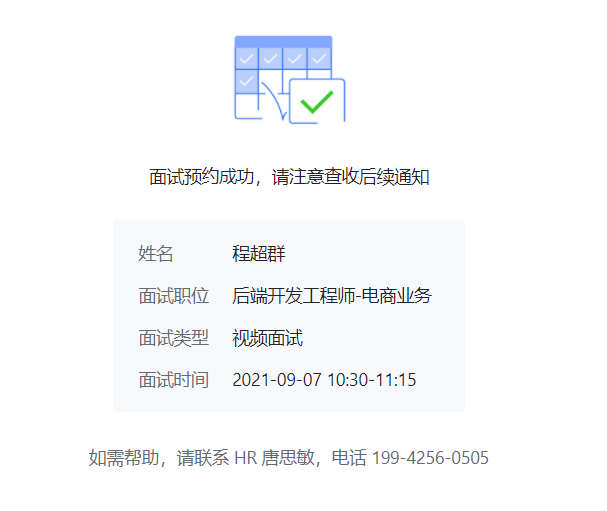 面试预约成功，请注意查收后续通知
姓名 程超群
面试职位 后端开发工程师-电商业务
面试类型 视频面试
面试时间 2021-09-07 10:30-11:15
如需帮助，请联系 HR 唐思敏，电话 199-4256-0505